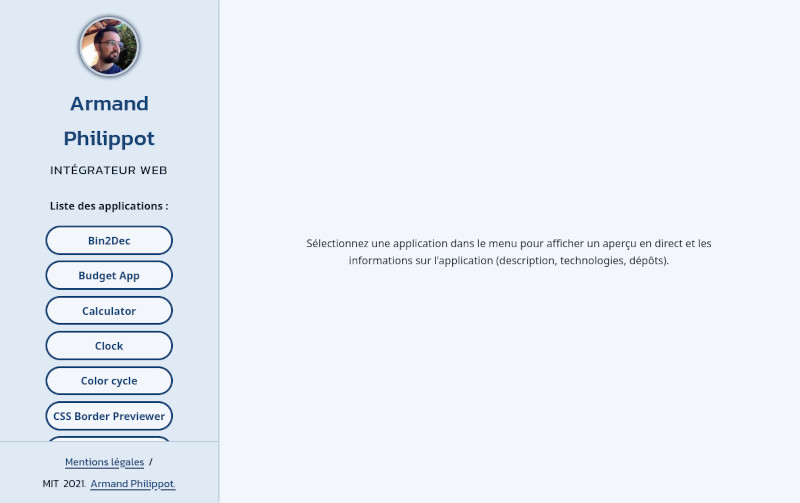 Armand
Philippot
INTÉGRATEUR WEB
Liste des applications :
Bin2Dec
Budget App
Calculator
Clock
Color cycle
CSS Border Previewer
Mentions légales /
MIT 2021. Armand Philippot.
Sélectionnez une application dans le menu pour afficher un aperçu en direct et les
informations sur l'application (description, technologies, dépôts).